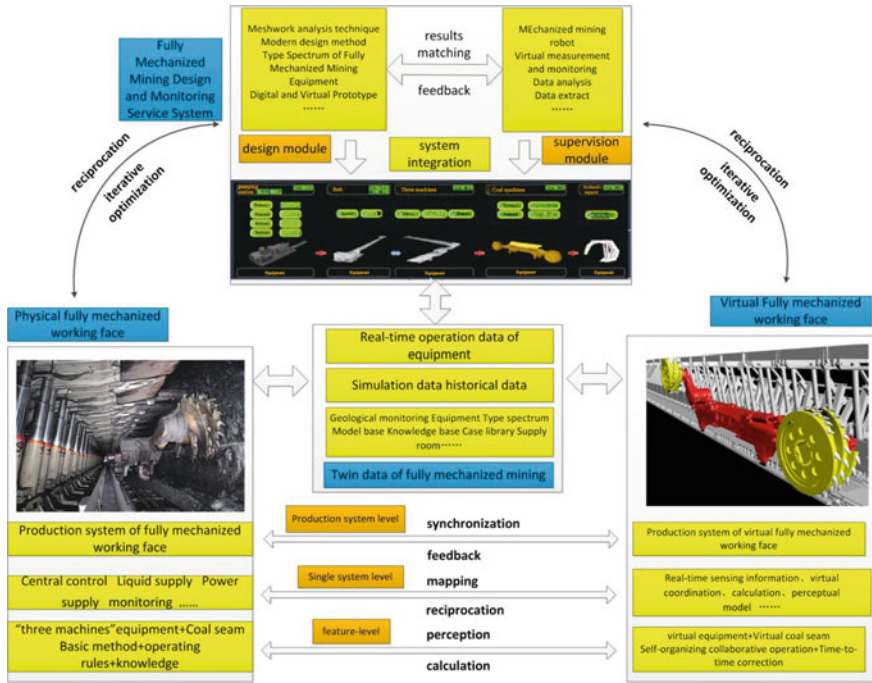 Fully
Mechanized
Mining Design
and Monitoring
Service System
Meshwork analysis technique
Modern design method
Type Spectrum of Fully
Mechanized Mining
Equipment
Digital and Virtual Prototype
……
results
matching
feedback
MEchanized mining
robot
Virtual measurement
and monitoring
Data analysis
Data extract
……
design module
system
integration
supervision
module
reciprocation
iterative
optimization
reciprocation
iterative
optimization
Belt
Three machines
Coal machines
Equipment
Equipment
Equipment
Equipment
Equipment
Physical fully mechanized
working face
Virtual Fully mechanized
working face
Real-time operation data of
equipment
Simulation data historical data
Geological monitoring Equipment Type spectrum
Model base Knowledge base Case library Supply
room……
Twin data of fully mechanized mining
Production system of fully mechanized
working face
Production system level
synchronization
feedback
Production system of virtual fully mechanized
working face
Central control Liquid supply Power
supply monitoring ……
Single system level
mapping
reciprocation
Real-time sensing information、virtual
coordination、calculation、perceptual
model ……
“three machines”equipment+Coal seam
Basic method+operating
rules+knowledge
feature-level
perception
calculation
virtual equipment+Virtual coal seam
Self-organizing collaborative operation+Time-to-
time correction